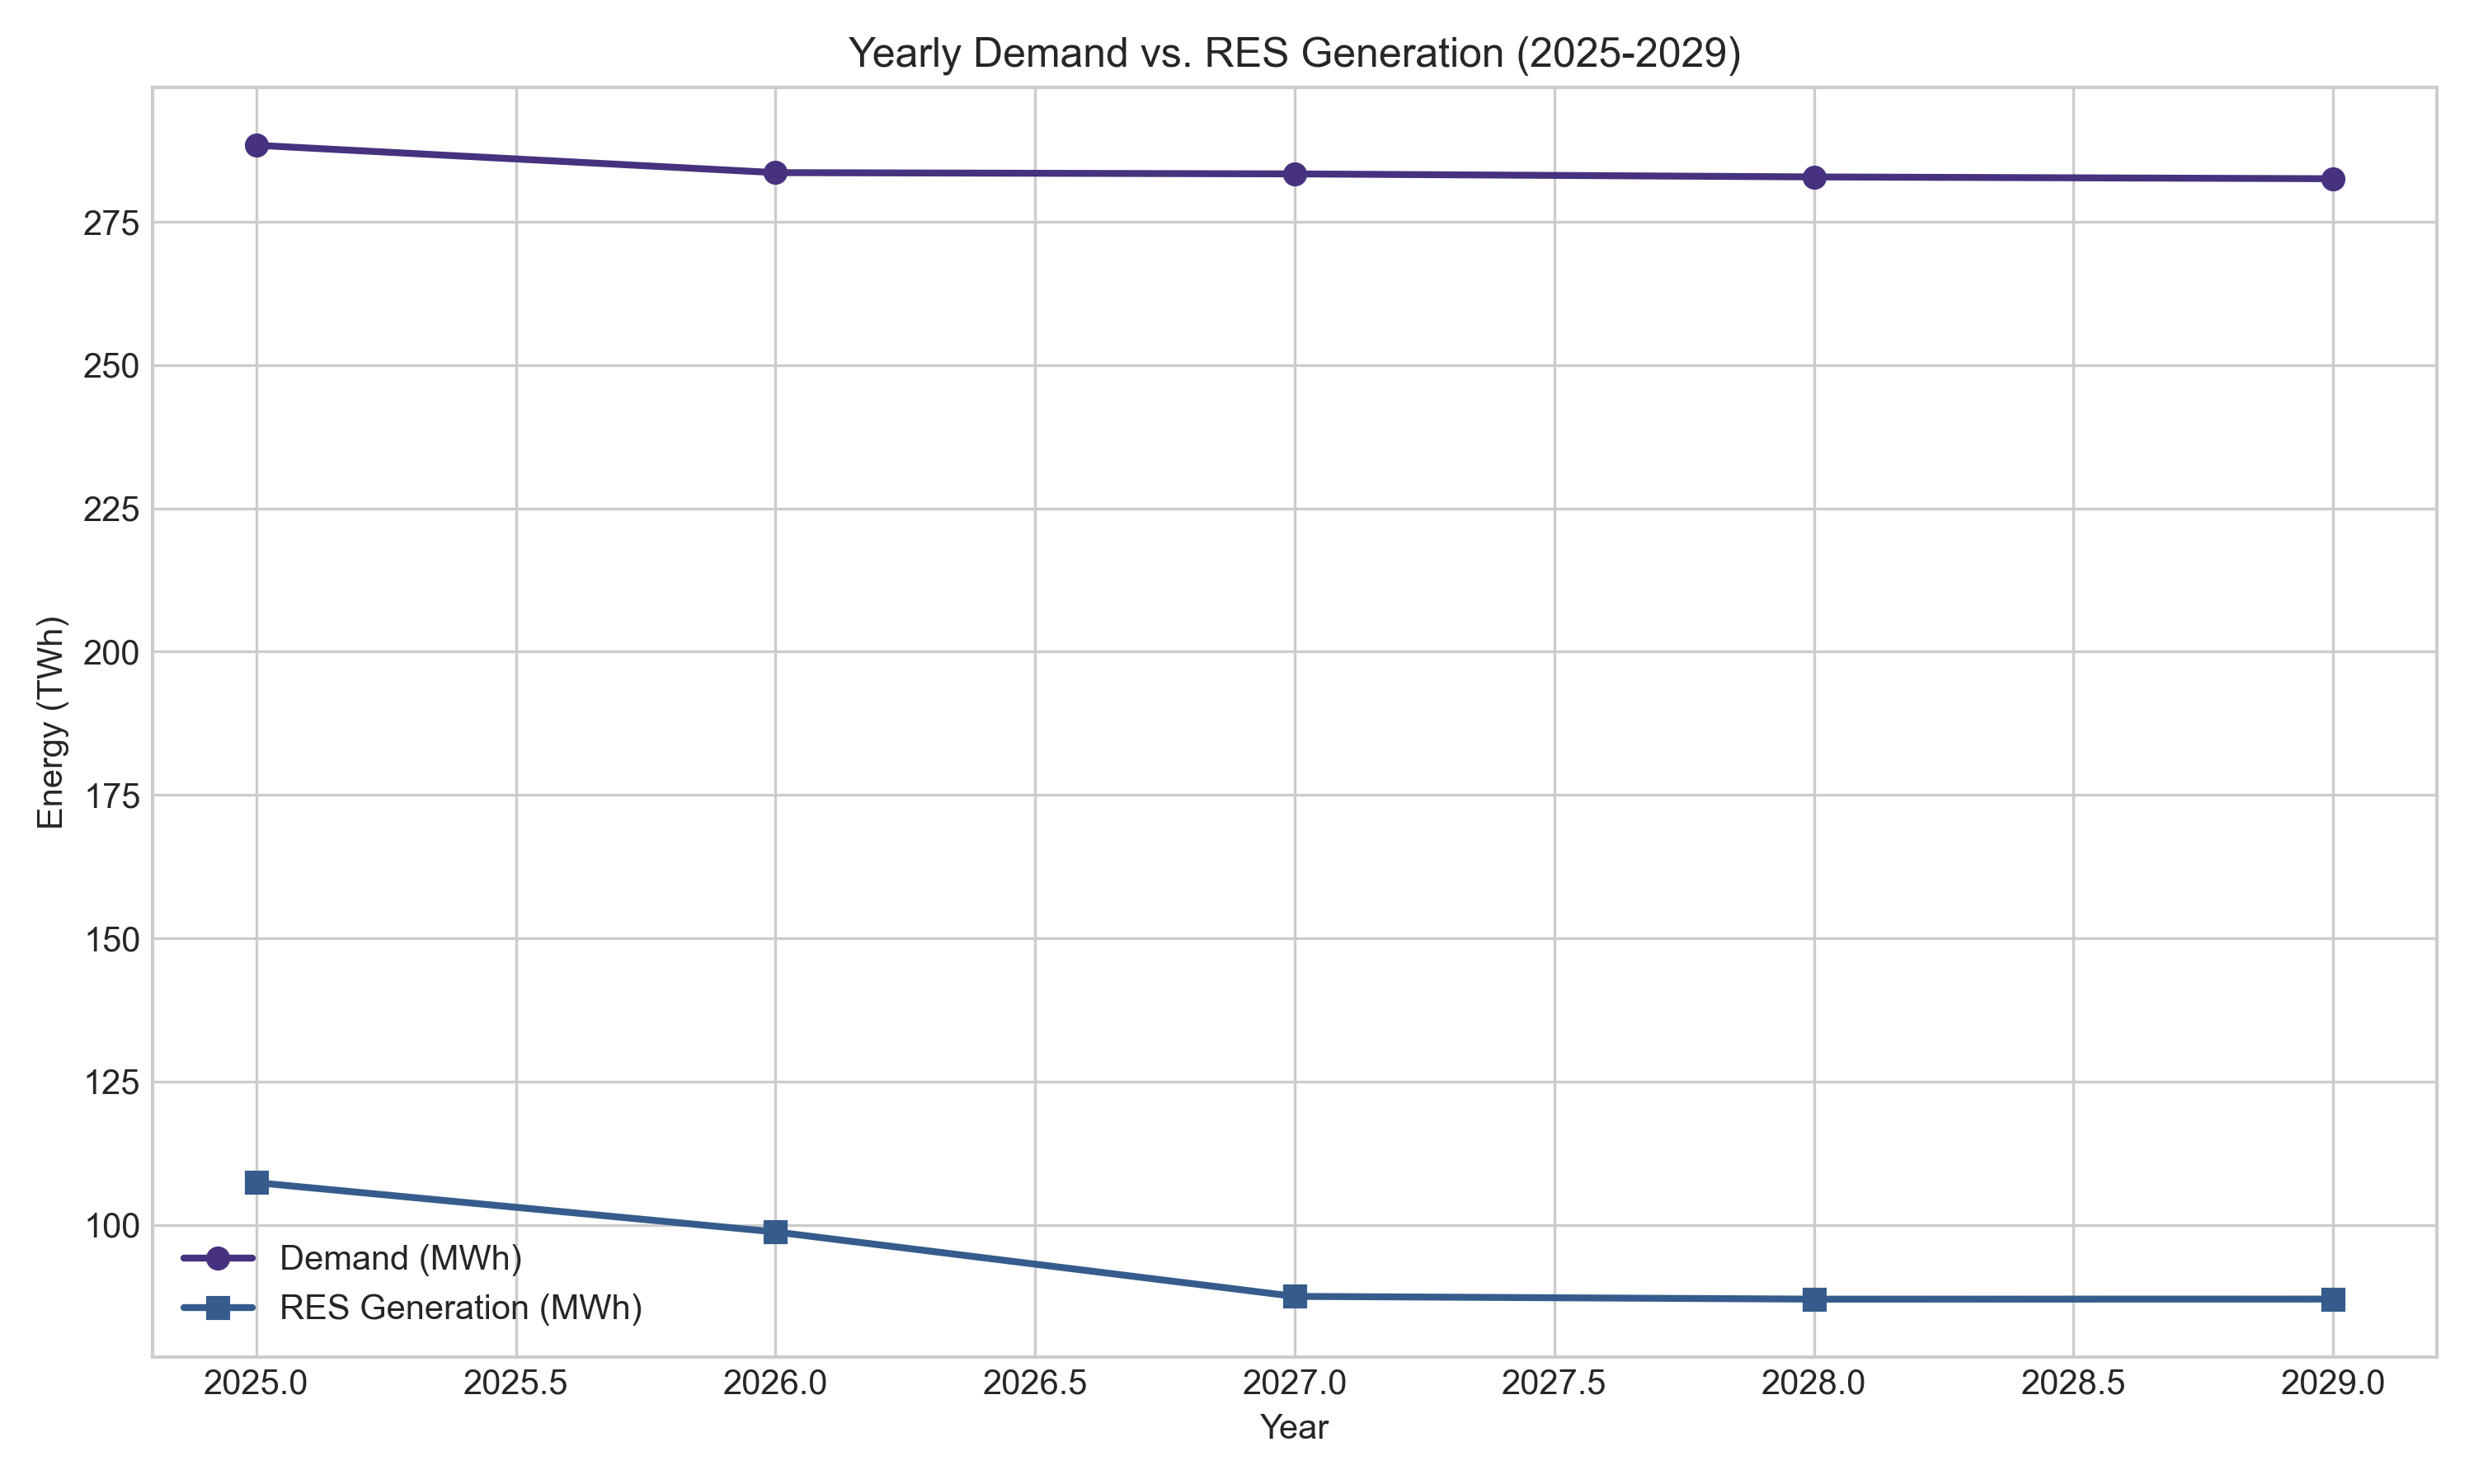 Yearly Demand vs. RES Generation (2025-2029)
Energy (TWh)
275
250
225
200
175
150
125
100
Demand (MWh)
RES Generation (MWh)
2025.0 2025.5 2026.0 2026.5 2027.0 2027.5 2028.0 2028.5 2029.0
Year